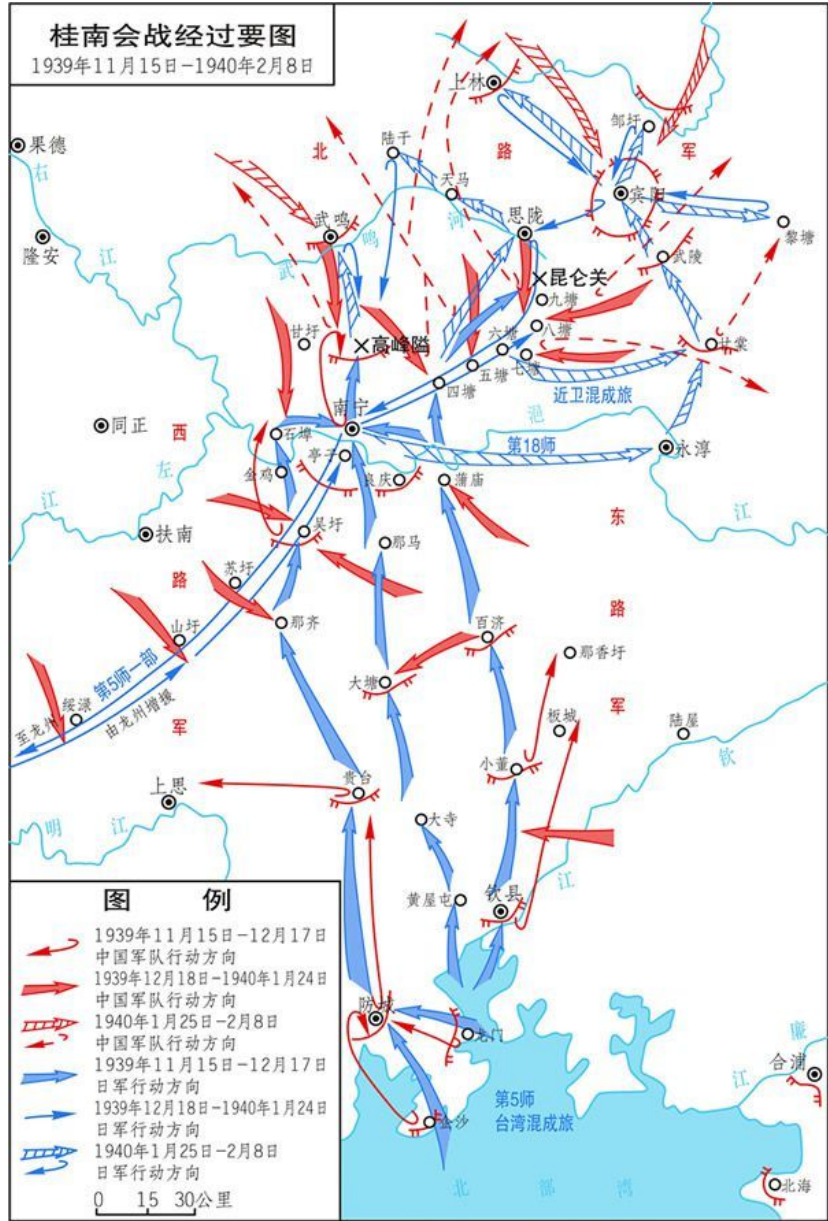 桂南会战经过要图
1939年11月15日-1940年2月8日
上林
邹圩
果德
陆干
北
路
军
右
江
天马
宾阳
武鸣
思陇
黎塘
隆安
武
鸣
河
武陵
昆仑关
九塘
甘圩
高峰隘
六塘
八塘
甘棠
五塘
七塘
四塘
近卫混成旅
同正
西
南宁
邕
石埠
第18师
左
亭子
永淳
金鸡
良庆
蒲庙
江
江
扶南
吴圩
东
那马
苏圩
路
那齐
百济
路
山圩
那香圩
第5师一部
大塘
绥渌
军
板城
陆屋
至龙州
由龙州增援
军
小董
钦
上思
贵台
明
江
大寺
图 例
黄屯屯
钦县
江
1939年11月15日-12月17日
中国军队行动方向
1939年12月18日-1940年1月24日
中国军队行动方向
防城
1940年1月25日-2月8日
中国军队行动方向
龙门
廉
1939年11月15日-12月17日
日军行动方向
合浦
江
第5师
台湾混成旅
1939年12月18日-1940年1月24日
日军行动方向
企沙
1940年1月25日-2月8日
日军行动方向
北海
北 部 湾
0 15 30公里